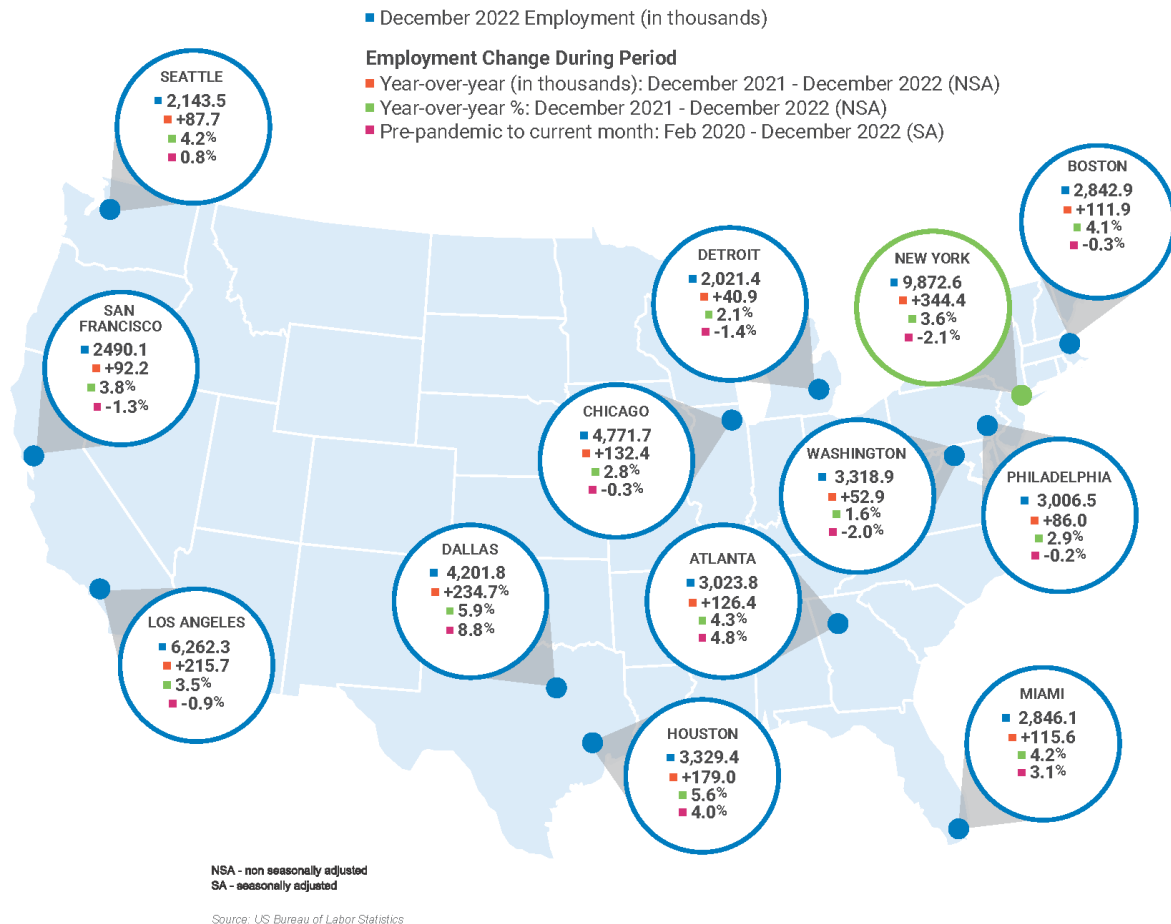 December 2022 Employment (in thousands)
Employment Change During Period
Year-over-year (in thousands): December 2021 - December 2022 (NSA)
Year-over-year %: December 2021 - December 2022 (NSA)
Pre-pandemic to current month: Feb 2020 - December 2022 (SA)
SEATTLE
2,143.5
+87.7
4.2%
0.8%
BOSTON
2,842.9
+111.9
4.1%
-0.3%
DETROIT
2,021.4
+40.9
2.1%
-1.4%
NEW YORK
9,872.6
+344.4
3.6%
-2.1%
SAN
FRANCISCO
2490.1
+92.2
3.8%
-1.3%
CHICAGO
4,771.7
+132.4
2.8%
-0.3%
WASHINGTON
3,318.9
+52.9
1.6%
-2.0%
PHILADELPHIA
3,006.5
+86.0
2.9%
-0.2%
DALLAS
4,201.8
+234.7%
5.9%
8.8%
ATLANTA
3,023.8
+126.4
4.3%
4.8%
LOS ANGELES
6,262.3
+215.7
3.5%
-0.9%
HOUSTON
3,329.4
+179.0
5.6%
4.0%
MIAMI
2,846.1
+115.6
4.2%
3.1%
NSA - non seasonally adjusted
SA - seasonally adjusted
Source: US Bureau of Labor Statistics